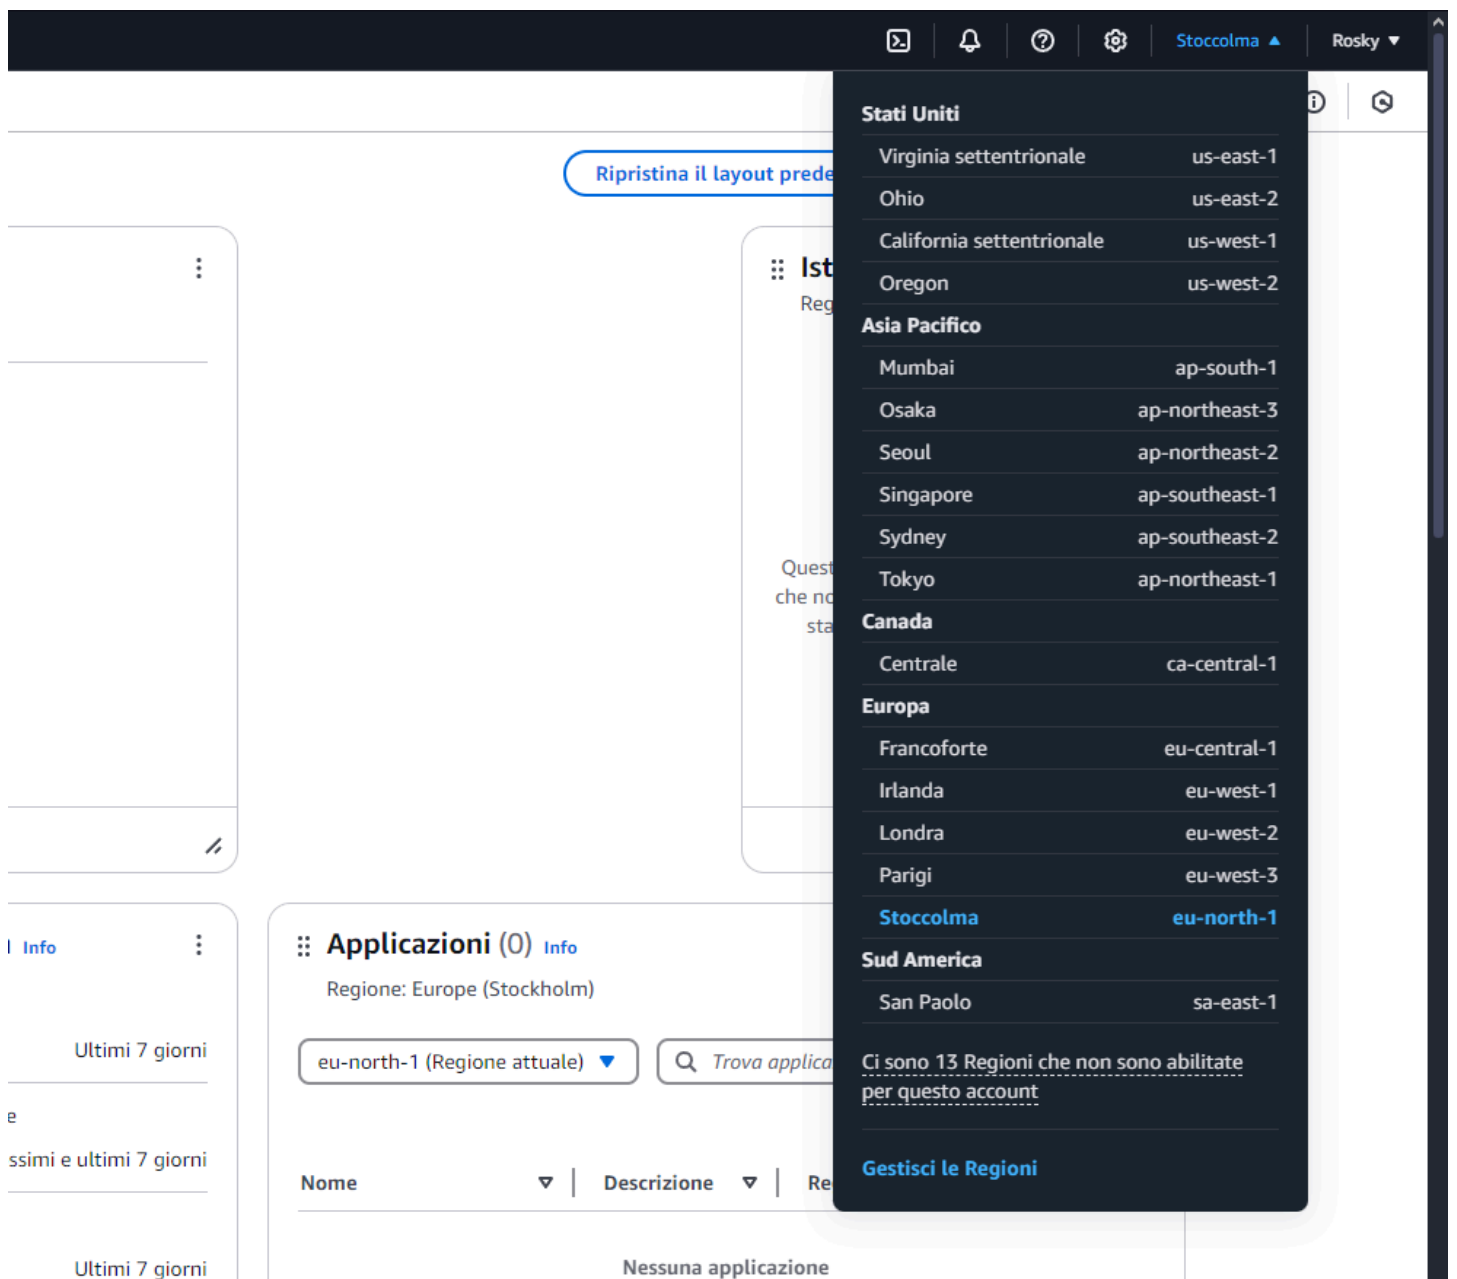 Stoccolma
Rosky
Stati Uniti
Virginia settentrionale us-east-1
Ohio us-east-2
California settentrionale us-west-1
Oregon us-west-2
Asia Pacifico
Mumbai ap-south-1
Osaka ap-northeast-3
Seoul ap-northeast-2
Singapore ap-southeast-1
Sydney ap-southeast-2
Tokyo ap-northeast-1
Canada
Centrale ca-central-1
Europa
Francoforte eu-central-1
Irlanda eu-west-1
Londra eu-west-2
Parigi eu-west-3
Stoccolma eu-north-1
Sud America
San Paolo sa-east-1
Ci sono 13 Regioni che non sono abilitate
per questo account
Gestisci le Regioni
Ripristina il layout prede
Ist
Reg
Quest
che no
sta
Info
Ultimi 7 giorni
e
ssimi e ultimi 7 giorni
Ultimi 7 giorni
Applicazioni (0) Info
Regione: Europe (Stockholm)
eu-north-1 (Regione attuale)
Trova applica
Nome Descrizione Re
Nessuna applicazione